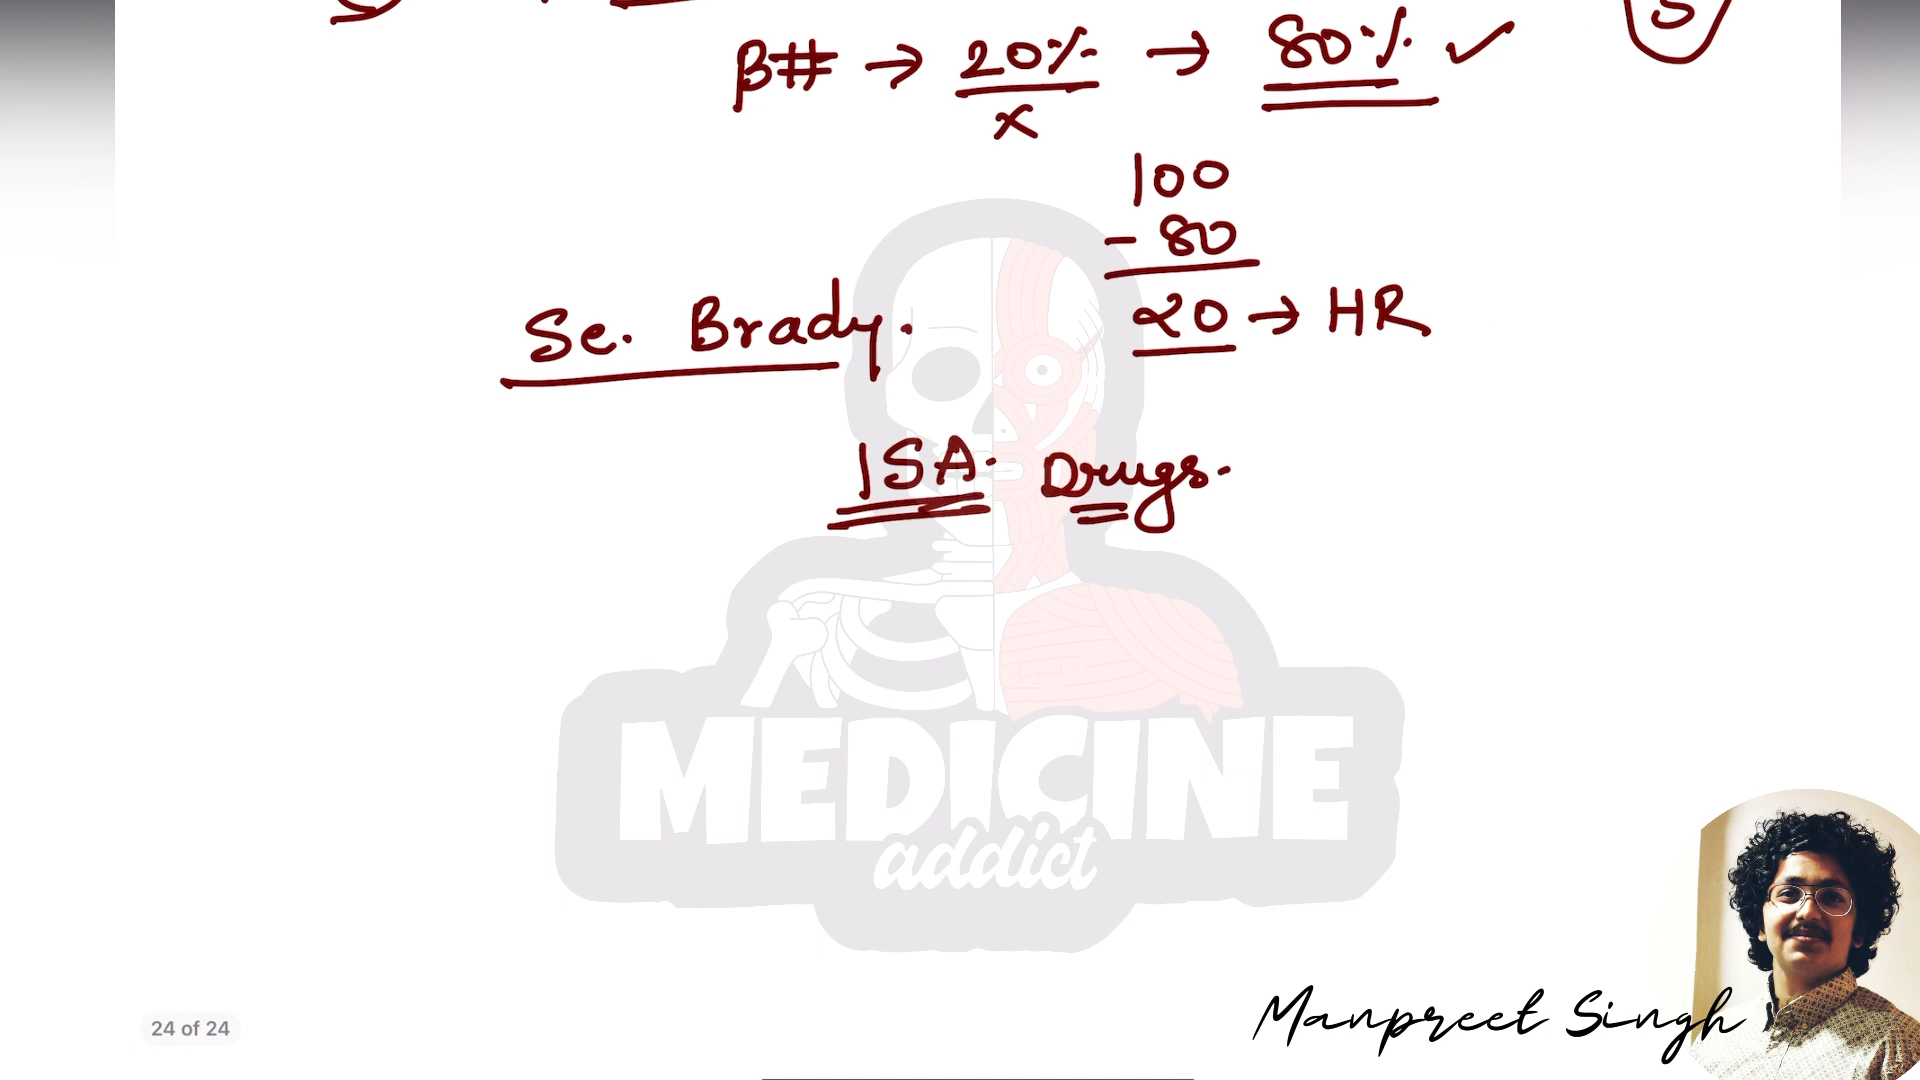 β# → 20% → 80% ✓
x
100
- 80
Se. Brady. 20 → HR
ISA. Drugs.
MEDICINE
addict
Manpreet Singh
24 of 24